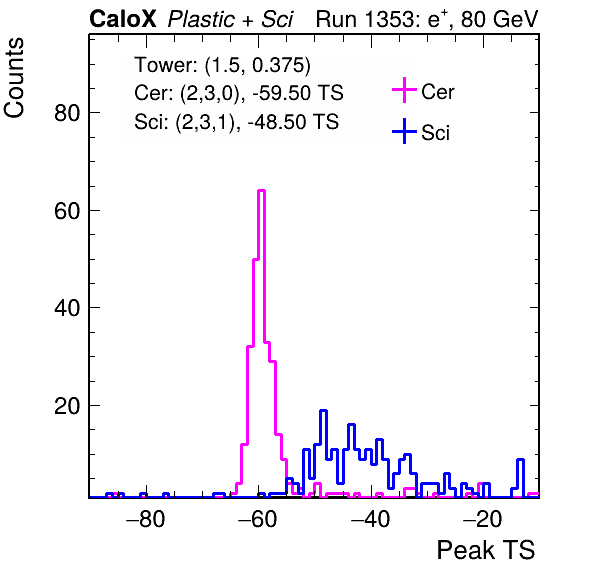 CaloX Plastic + Sci Run 1353: e⁺, 80 GeV
Tower: (1.5, 0.375)
Cer: (2,3,0), -59.50 TS
Sci: (2,3,1), -48.50 TS
Cer
Sci
Counts
80
60
40
20
−80 −60 −40 −20
Peak TS